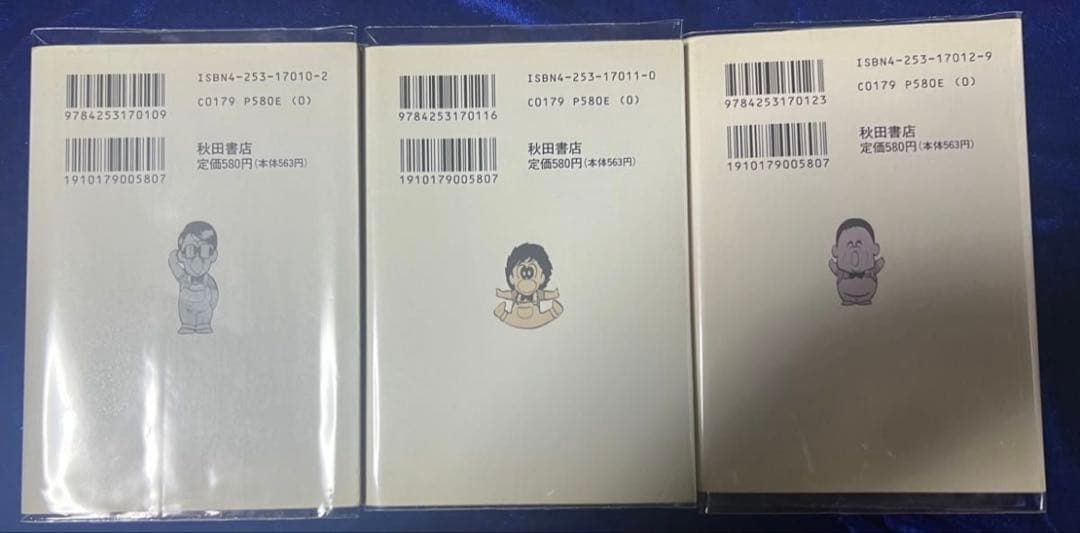 ISBN4-253-17010-2
C0179 P580E (0)
9784253170109
秋田書店
定価580円(本体563円)
1910179005807
ISBN4-253-17011-0
C0179 P580E (0)
9784253170116
秋田書店
定価580円(本体563円)
1910179005807
ISBN4-253-17012-9
C0179 P580E (0)
9784253170123
秋田書店
定価580円(本体563円)
1910179005807